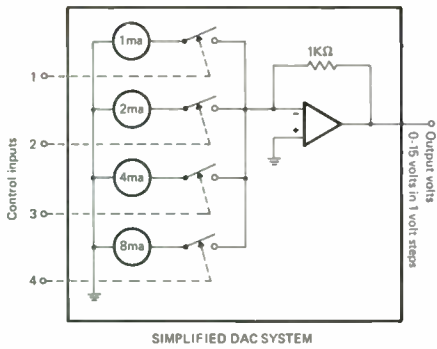 1ma
1
1KΩ
2ma
2
4ma
3
8ma
4
Control inputs
-
+
Output volts
0-15 volts in 1 volt steps
SIMPLIFIED DAC SYSTEM